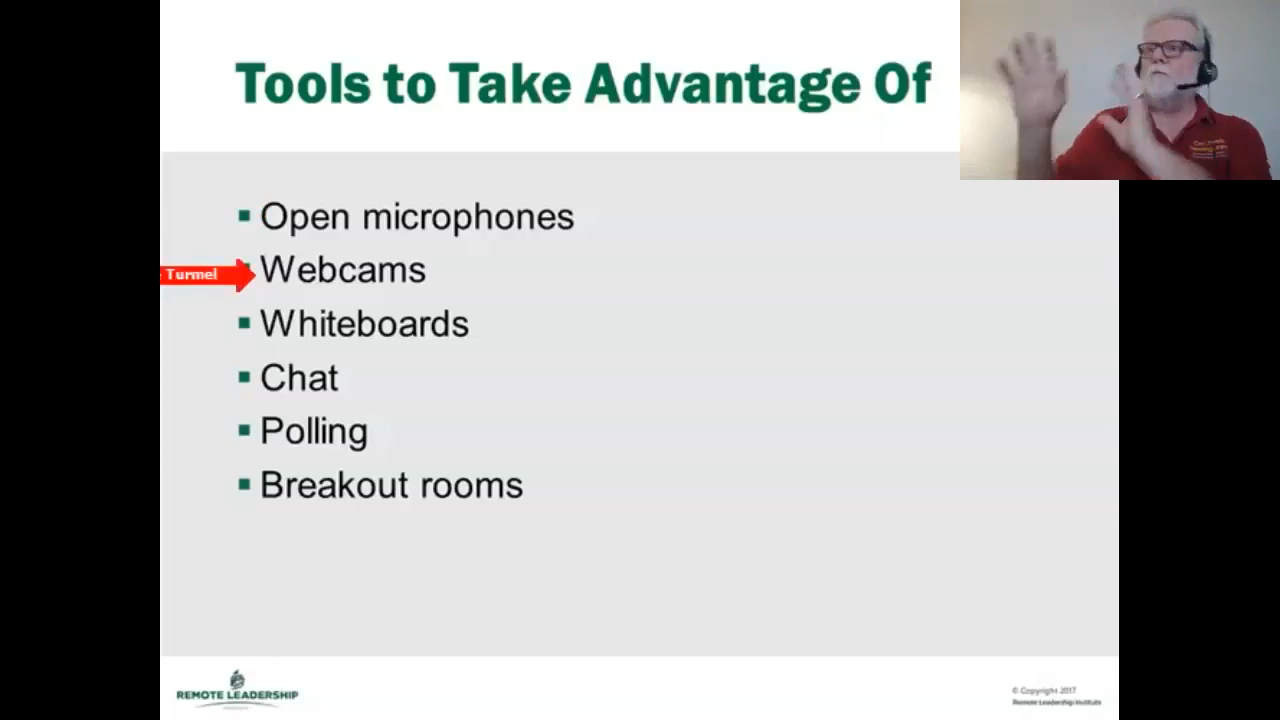 Tools to Take Advantage Of
Open microphones
Turmel
Webcams
Whiteboards
Chat
Polling
Breakout rooms
REMOTE LEADERSHIP
© Copyright 2017
Remote Leadership Institute